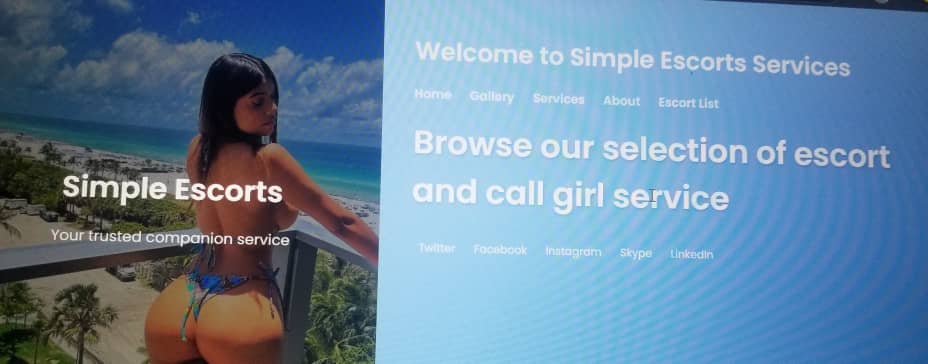 Simple Escorts
Your trusted companion service
Welcome to Simple Escorts Services
Home Gallery Services About Escort List
Browse our selection of escort
and call girl service
Twitter Facebook Instagram Skype LinkedIn